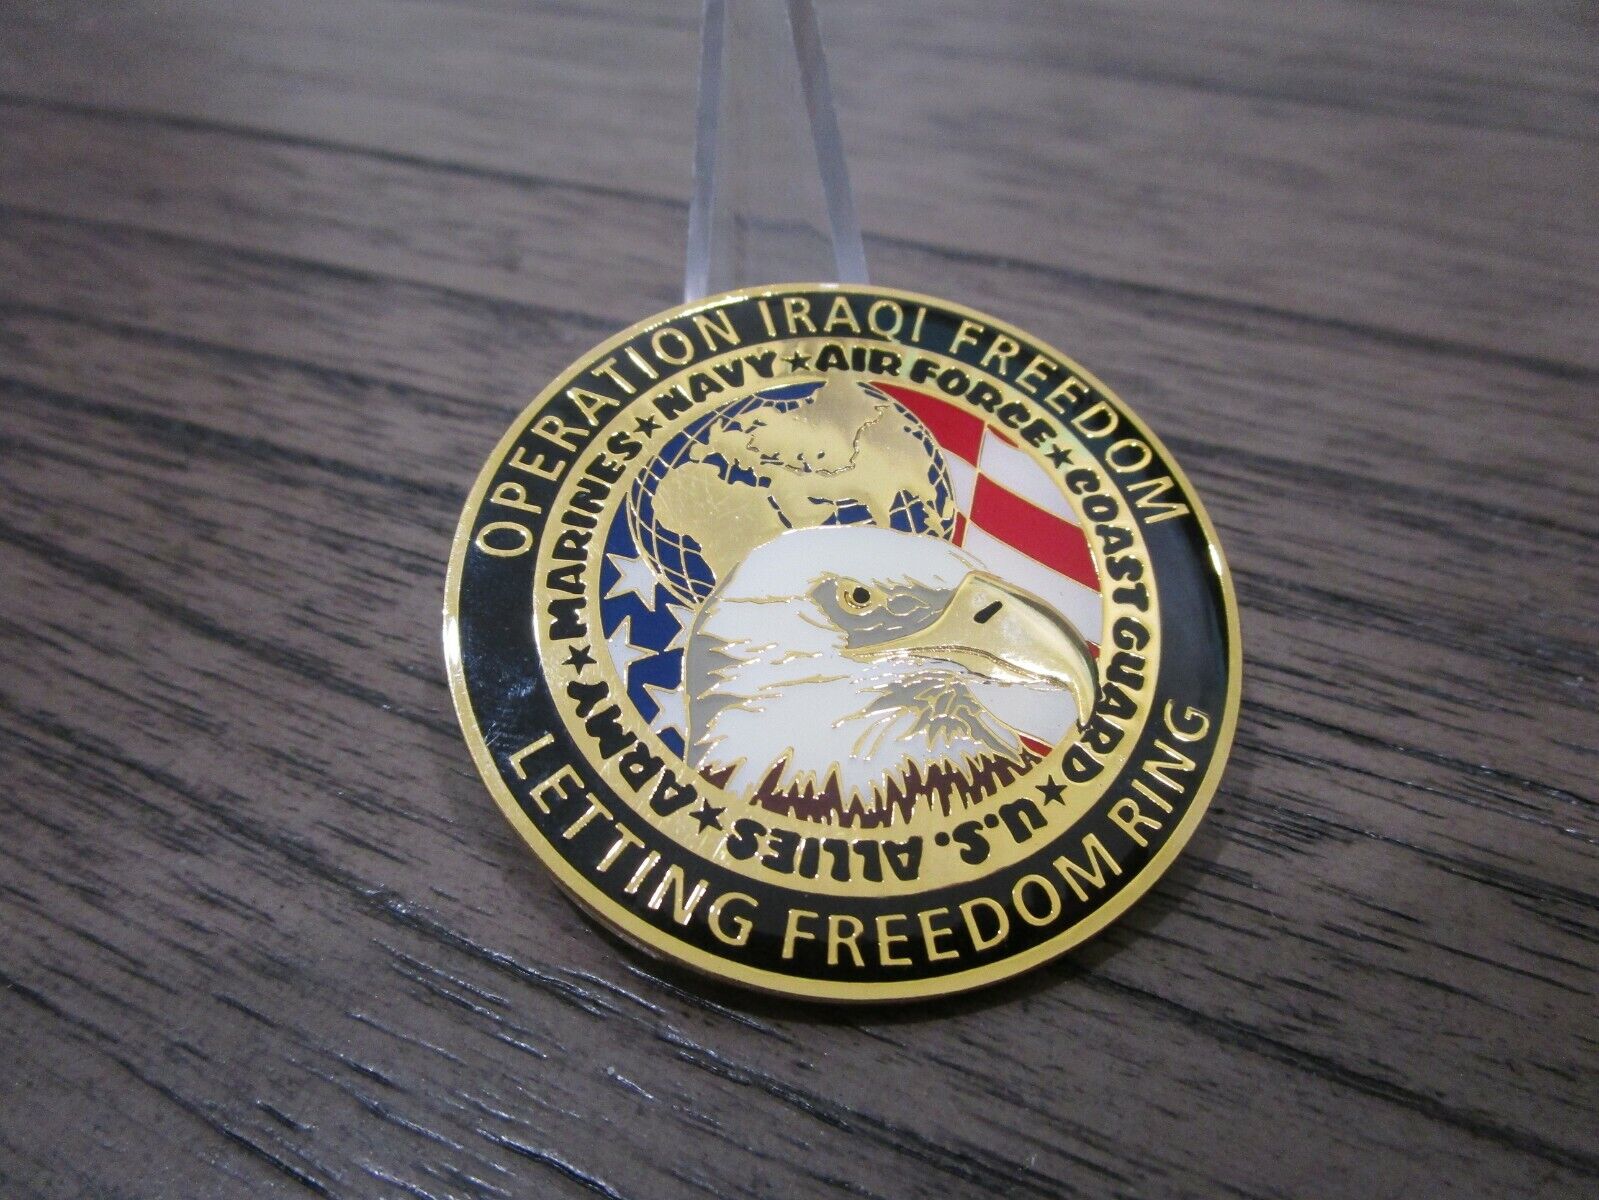 OPERATION IRAQI FREEDOM
ARMY★MARINES★NAVY★AIR FORCE★COAST GUARD★U.S. ALLIES★
LETTING FREEDOM RING